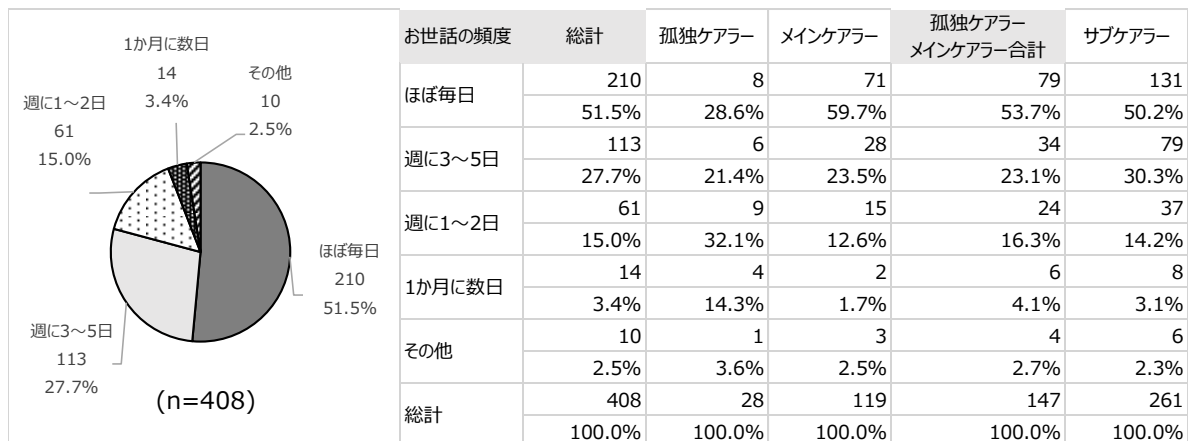 1か月に数日
14
3.4%
その他
10
2.5%
週に1～2日
61
15.0%
ほぼ毎日
210
51.5%
週に3～5日
113
27.7%
(n=408)
お世話の頻度 総計 孤独ケアラー メインケアラー 孤独ケアラー メインケアラー合計 サブケアラー
ほぼ毎日 210 8 71 79 131
51.5% 28.6% 59.7% 53.7% 50.2%
週に3～5日 113 6 28 34 79
27.7% 21.4% 23.5% 23.1% 30.3%
週に1～2日 61 9 15 24 37
15.0% 32.1% 12.6% 16.3% 14.2%
1か月に数日 14 4 2 6 8
3.4% 14.3% 1.7% 4.1% 3.1%
その他 10 1 3 4 6
2.5% 3.6% 2.5% 2.7% 2.3%
総計 408 28 119 147 261
100.0% 100.0% 100.0% 100.0% 100.0%